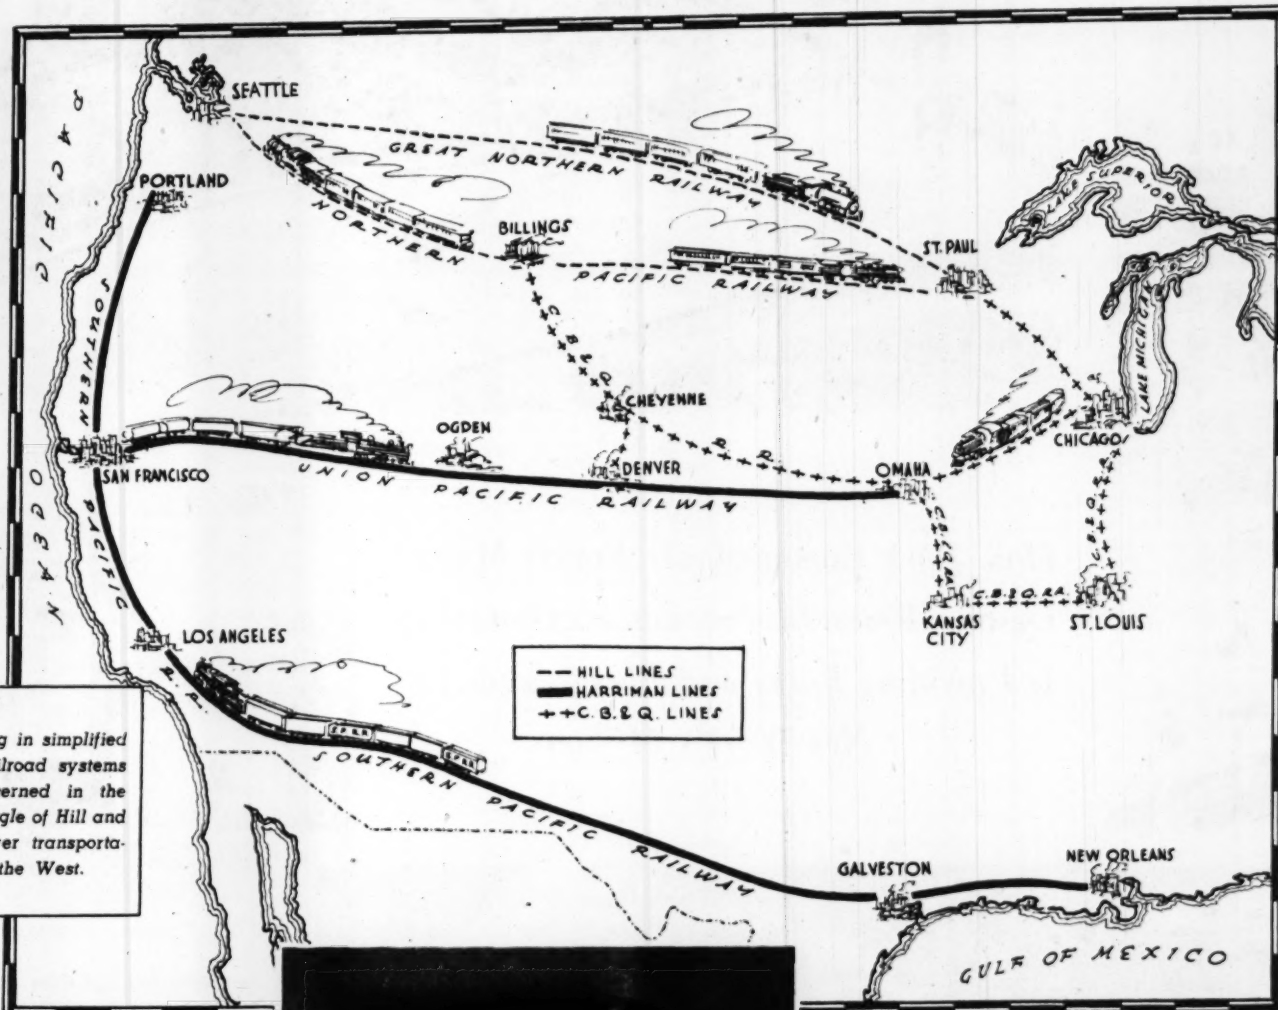 SEATTLE
PACIFIC OCEAN
GREAT NORTHERN RAILWAY
PORTLAND
NORTHERN PACIFIC RAILWAY
BILLINGS
ST. PAUL
LAKE SUPERIOR
LAKE MICHIGAN
SOUTHERN PACIFIC R.R.
C. B. & Q. R. R.
CHEYENNE
OGDEN
DENVER
OMAHA
CHICAGO
SAN FRANCISCO
UNION PACIFIC RAILWAY
C.B. & Q. RR.
C.B.&Q.
C.B.&Q. RR.
KANSAS
CITY
ST. LOUIS
LOS ANGELES
HILL LINES
HARRIMAN LINES
C. B. & Q. LINES
S P R R
S P R R
SOUTHERN PACIFIC RAILWAY
g in simplified
ilroad systems
erned in the
gle of Hill and
er transporta-
the West.
GALVESTON
NEW ORLEANS
GULF OF MEXICO